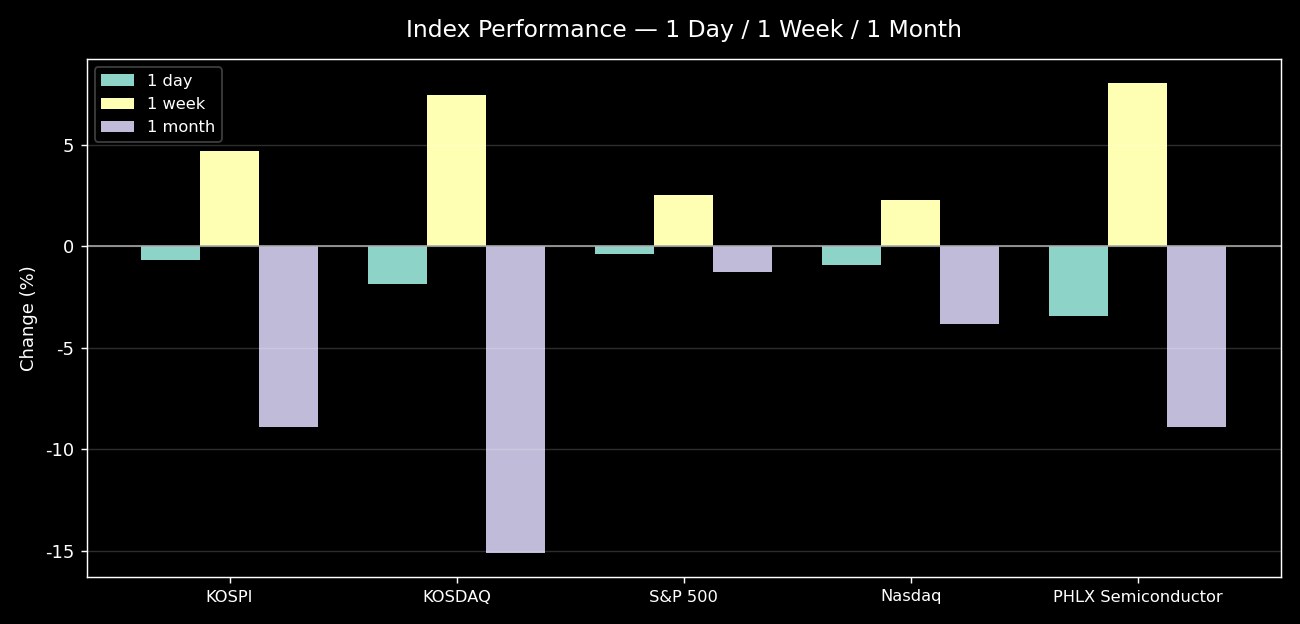 Index Performance — 1 Day / 1 Week / 1 Month
1 day
1 week
1 month
Change (%)
5
0
-5
-10
-15
KOSPI
KOSDAQ
S&P 500
Nasdaq
PHLX Semiconductor